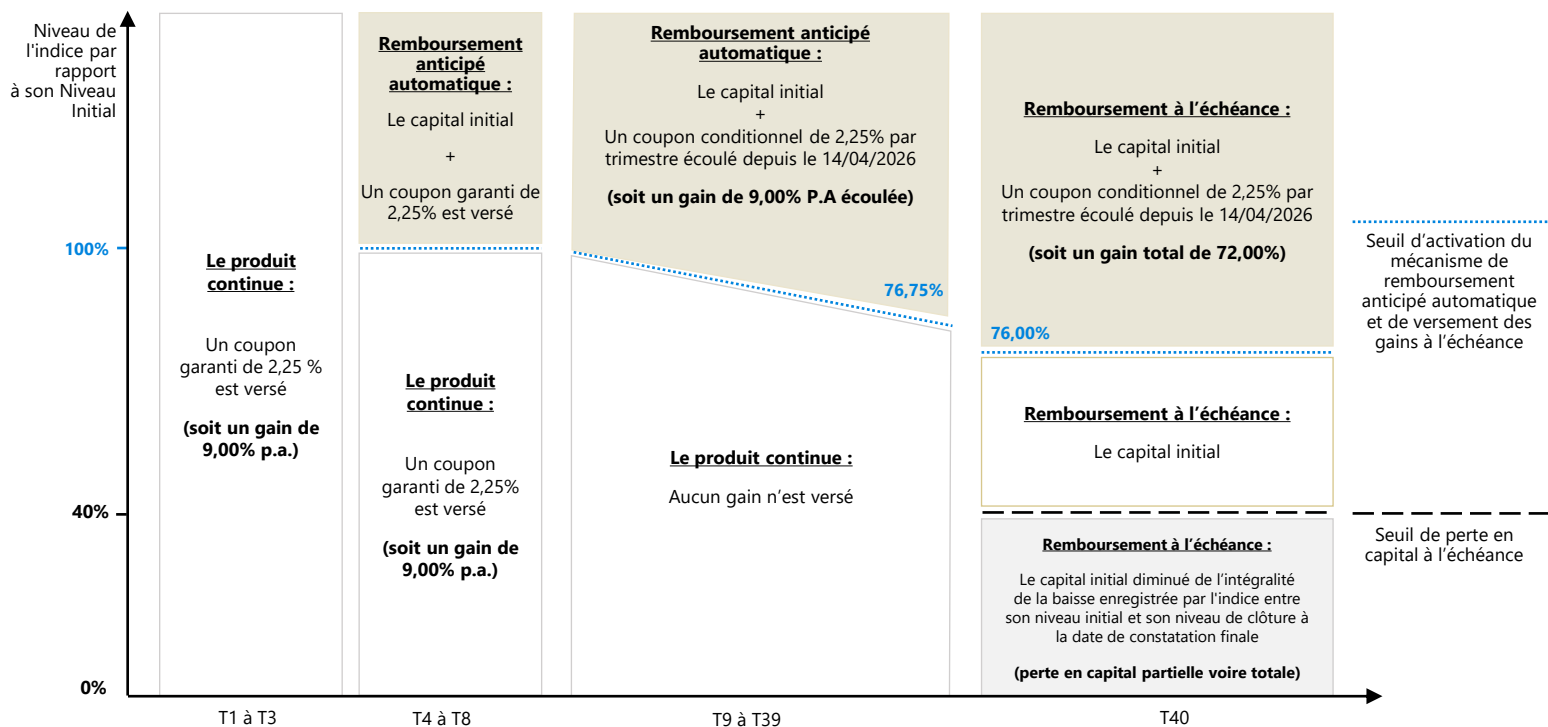 Niveau de
l'indice par
rapport
à son Niveau
Initial
100%
40%
0%
Le produit
continue :
Un coupon
garanti de 2,25 %
est versé
(soit un gain de
9,00% p.a.)
T1 à T3
Remboursement
anticipé
automatique :
Le capital initial
+
Un coupon garanti de
2,25% est versé
Le produit
continue :
Un coupon
garanti de 2,25%
est versé
(soit un gain de
9,00% p.a.)
T4 à T8
Remboursement anticipé
automatique :
Le capital initial
+
Un coupon conditionnel de 2,25% par
trimestre écoulé depuis le 14/04/2026
(soit un gain de 9,00% P.A écoulée)
76,75%
Le produit continue :
Aucun gain n’est versé
T9 à T39
Remboursement à l’échéance :
Le capital initial
+
Un coupon conditionnel de 2,25% par
trimestre écoulé depuis le 14/04/2026
(soit un gain total de 72,00%)
76,00%
Remboursement à l’échéance :
Le capital initial
Remboursement à l’échéance :
Le capital initial diminué de l’intégralité
de la baisse enregistrée par l'indice entre
son niveau initial et son niveau de clôture à
la date de constatation finale
(perte en capital partielle voire totale)
T40
Seuil d’activation du
mécanisme de
remboursement
anticipé automatique
et de versement des
gains à l’échéance
Seuil de perte en
capital à l’échéance